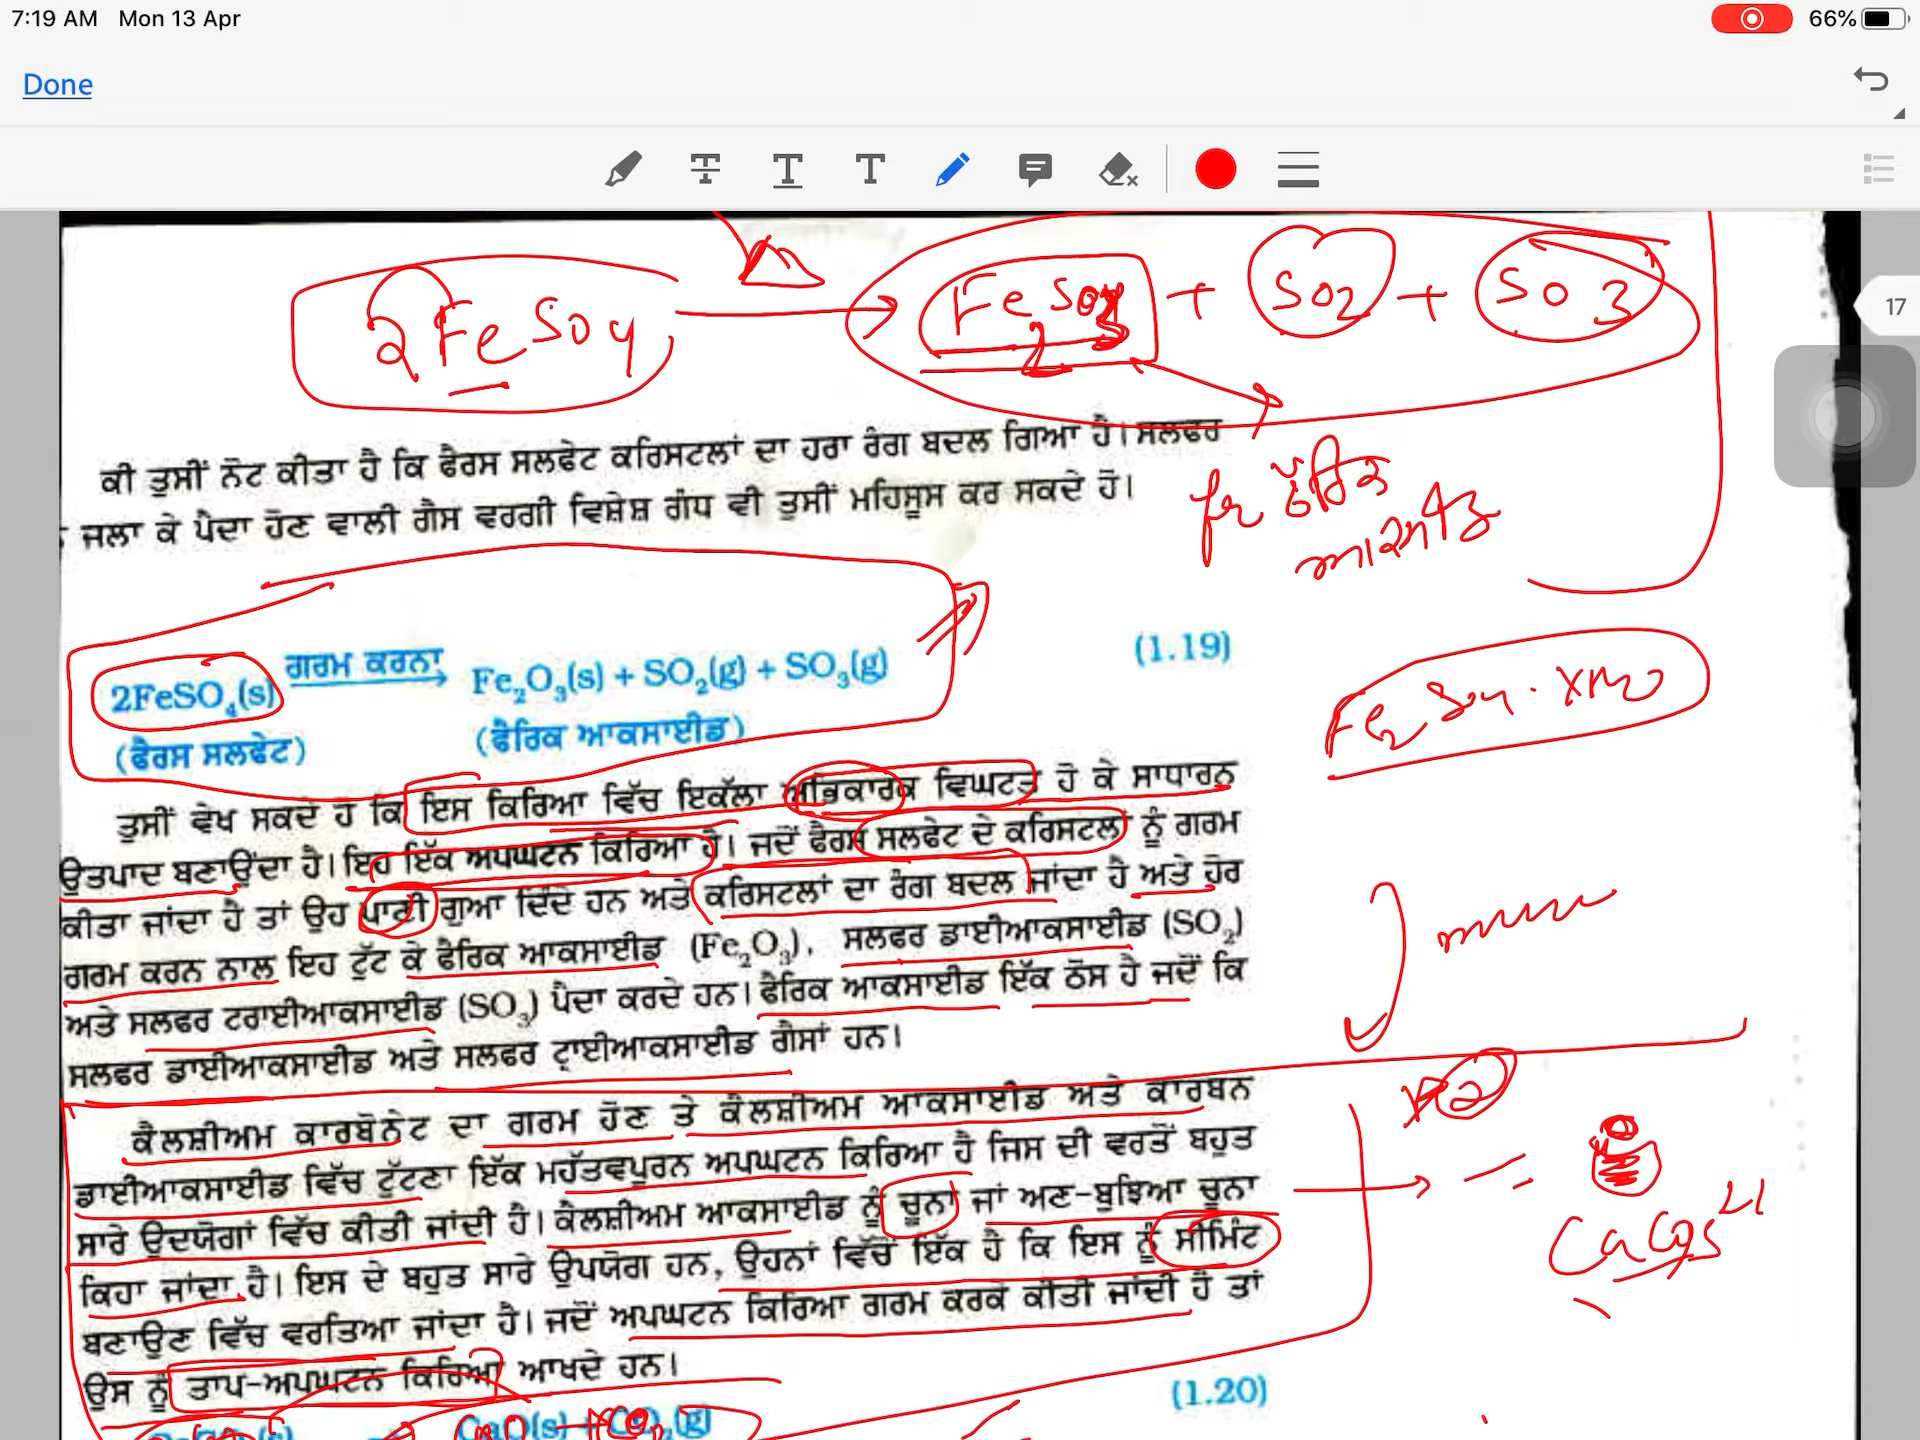 7:19 AM Mon 13 Apr
66%
Done
17
2FeSO4 → Fe2SO43 + SO2 + SO3
ਕੀ ਤੁਸੀਂ ਨੋਟ ਕੀਤਾ ਹੈ ਕਿ ਫੈਰਸ ਸਲਫੇਟ ਕਰਿਸਟਲਾਂ ਦਾ ਹਰਾ ਰੰਗ ਬਦਲ ਗਿਆ ਹੈ। ਸਲਫਰ
ਜਲਾ ਕੇ ਪੈਦਾ ਹੋਣ ਵਾਲੀ ਗੈਸ ਵਰਗੀ ਵਿਸ਼ੇਸ਼ ਗੰਧ ਵੀ ਤੁਸੀਂ ਮਹਿਸੂਸ ਕਰ ਸਕਦੇ ਹੋ।
2FeSO₄(s) ਗਰਮ ਕਰਨਾ → Fe₂O₃(s) + SO₂(g) + SO₃(g) (1.19)
(ਫੈਰਸ ਸਲਫੇਟ) (ਫੈਰਿਕ ਆਕਸਾਈਡ)
Fe2 SO4 . XH2O
ਤੁਸੀਂ ਵੇਖ ਸਕਦੇ ਹੋ ਕਿ ਇਸ ਕਿਰਿਆ ਵਿੱਚ ਇਕੱਲਾ ਅਭਿਕਾਰਕ ਵਿਘਟਤ ਹੋ ਕੇ ਸਾਧਾਰਨ
ਉਤਪਾਦ ਬਣਾਉਂਦਾ ਹੈ। ਇਹ ਇੱਕ ਅਪਘਟਨ ਕਿਰਿਆ ਹੈ। ਜਦੋਂ ਫੈਰਸ ਸਲਫੇਟ ਦੇ ਕਰਿਸਟਲਾਂ ਨੂੰ ਗਰਮ
ਕੀਤਾ ਜਾਂਦਾ ਹੈ ਤਾਂ ਉਹ ਪਾਣੀ ਗੁਆ ਦਿੰਦੇ ਹਨ ਅਤੇ ਕਰਿਸਟਲਾਂ ਦਾ ਰੰਗ ਬਦਲ ਜਾਂਦਾ ਹੈ ਅਤੇ ਹੋਰ
ਗਰਮ ਕਰਨ ਨਾਲ ਇਹ ਟੁੱਟ ਕੇ ਫੈਰਿਕ ਆਕਸਾਈਡ (Fe₂O₃), ਸਲਫਰ ਡਾਈਆਕਸਾਈਡ (SO₂)
ਅਤੇ ਸਲਫਰ ਟਰਾਈਆਕਸਾਈਡ (SO₃) ਪੈਦਾ ਕਰਦੇ ਹਨ। ਫੈਰਿਕ ਆਕਸਾਈਡ ਇੱਕ ਠੋਸ ਹੈ ਜਦੋਂ ਕਿ
ਸਲਫਰ ਡਾਈਆਕਸਾਈਡ ਅਤੇ ਸਲਫਰ ਟ੍ਰਾਈਆਕਸਾਈਡ ਗੈਸਾਂ ਹਨ।
ਕੈਲਸ਼ੀਅਮ ਕਾਰਬੋਨੇਟ ਦਾ ਗਰਮ ਹੋਣ ਤੇ ਕੈਲਸ਼ੀਅਮ ਆਕਸਾਈਡ ਅਤੇ ਕਾਰਬਨ
ਡਾਈਆਕਸਾਈਡ ਵਿੱਚ ਟੁੱਟਣਾ ਇੱਕ ਮਹੱਤਵਪੂਰਨ ਅਪਘਟਨ ਕਿਰਿਆ ਹੈ ਜਿਸ ਦੀ ਵਰਤੋਂ ਬਹੁਤ
ਸਾਰੇ ਉਦਯੋਗਾਂ ਵਿੱਚ ਕੀਤੀ ਜਾਂਦੀ ਹੈ। ਕੈਲਸ਼ੀਅਮ ਆਕਸਾਈਡ ਨੂੰ ਚੂਨਾ ਜਾਂ ਅਣ-ਬੁਝਿਆ ਚੂਨਾ
ਕਿਹਾ ਜਾਂਦਾ ਹੈ। ਇਸ ਦੇ ਬਹੁਤ ਸਾਰੇ ਉਪਯੋਗ ਹਨ, ਉਹਨਾਂ ਵਿੱਚੋਂ ਇੱਕ ਹੈ ਕਿ ਇਸ ਨੂੰ ਸੀਮਿੰਟ
ਬਣਾਉਣ ਵਿੱਚ ਵਰਤਿਆ ਜਾਂਦਾ ਹੈ। ਜਦੋਂ ਅਪਘਟਨ ਕਿਰਿਆ ਗਰਮ ਕਰਕੇ ਕੀਤੀ ਜਾਂਦੀ ਹੈ ਤਾਂ
ਉਸ ਨੂੰ ਤਾਪ-ਅਪਘਟਨ ਕਿਰਿਆ ਆਖਦੇ ਹਨ।
(1.20)
CaO(s) + CO₂(g)